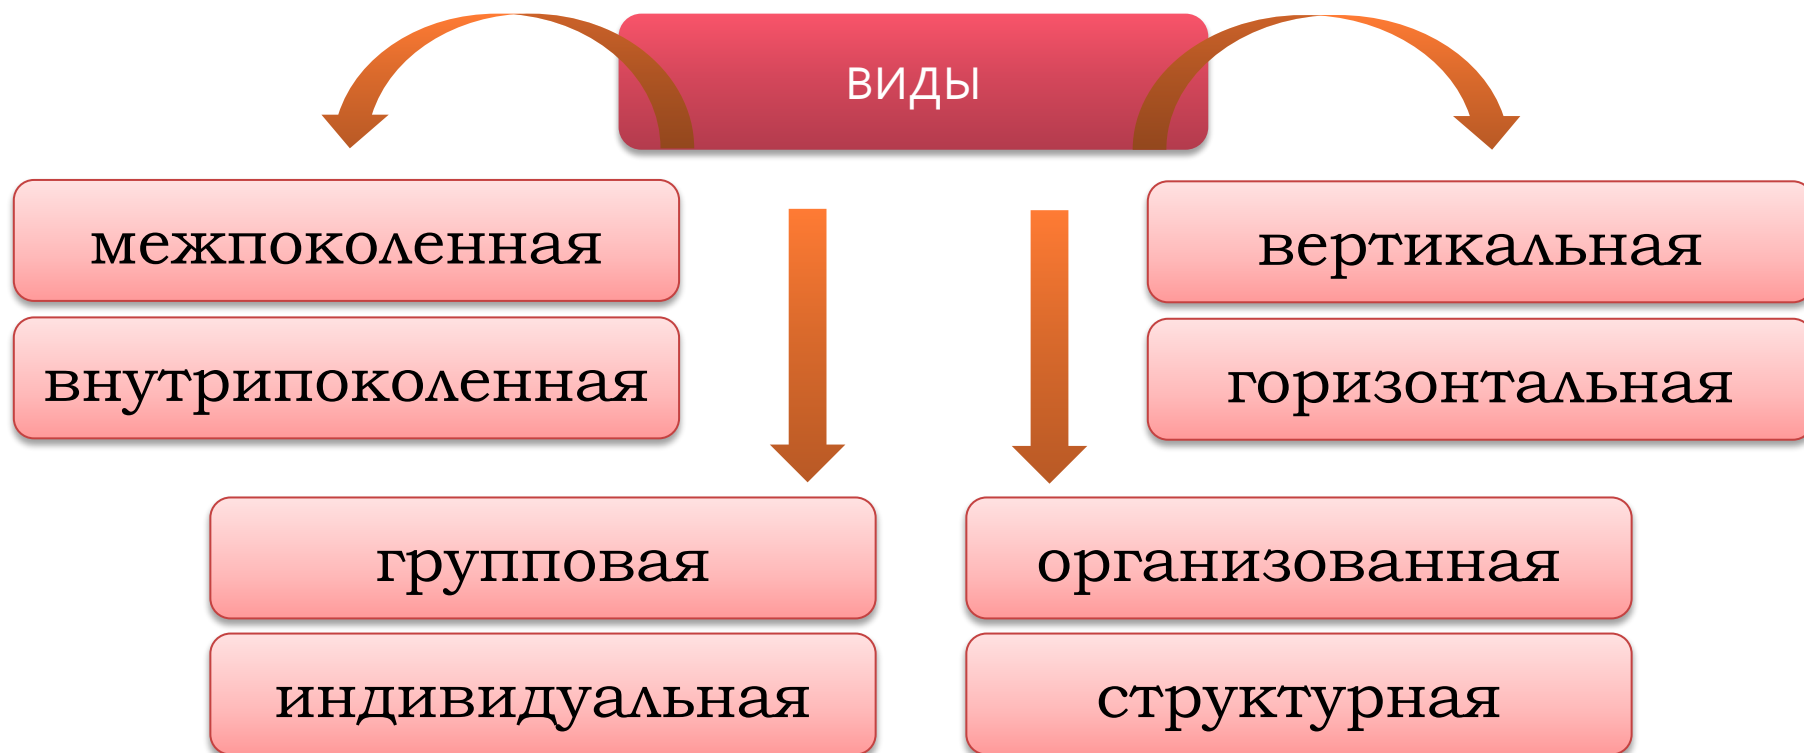 ВИДЫ
межпоколенная
внутрипоколенная
вертикальная
горизонтальная
групповая
индивидуальная
организованная
структурная